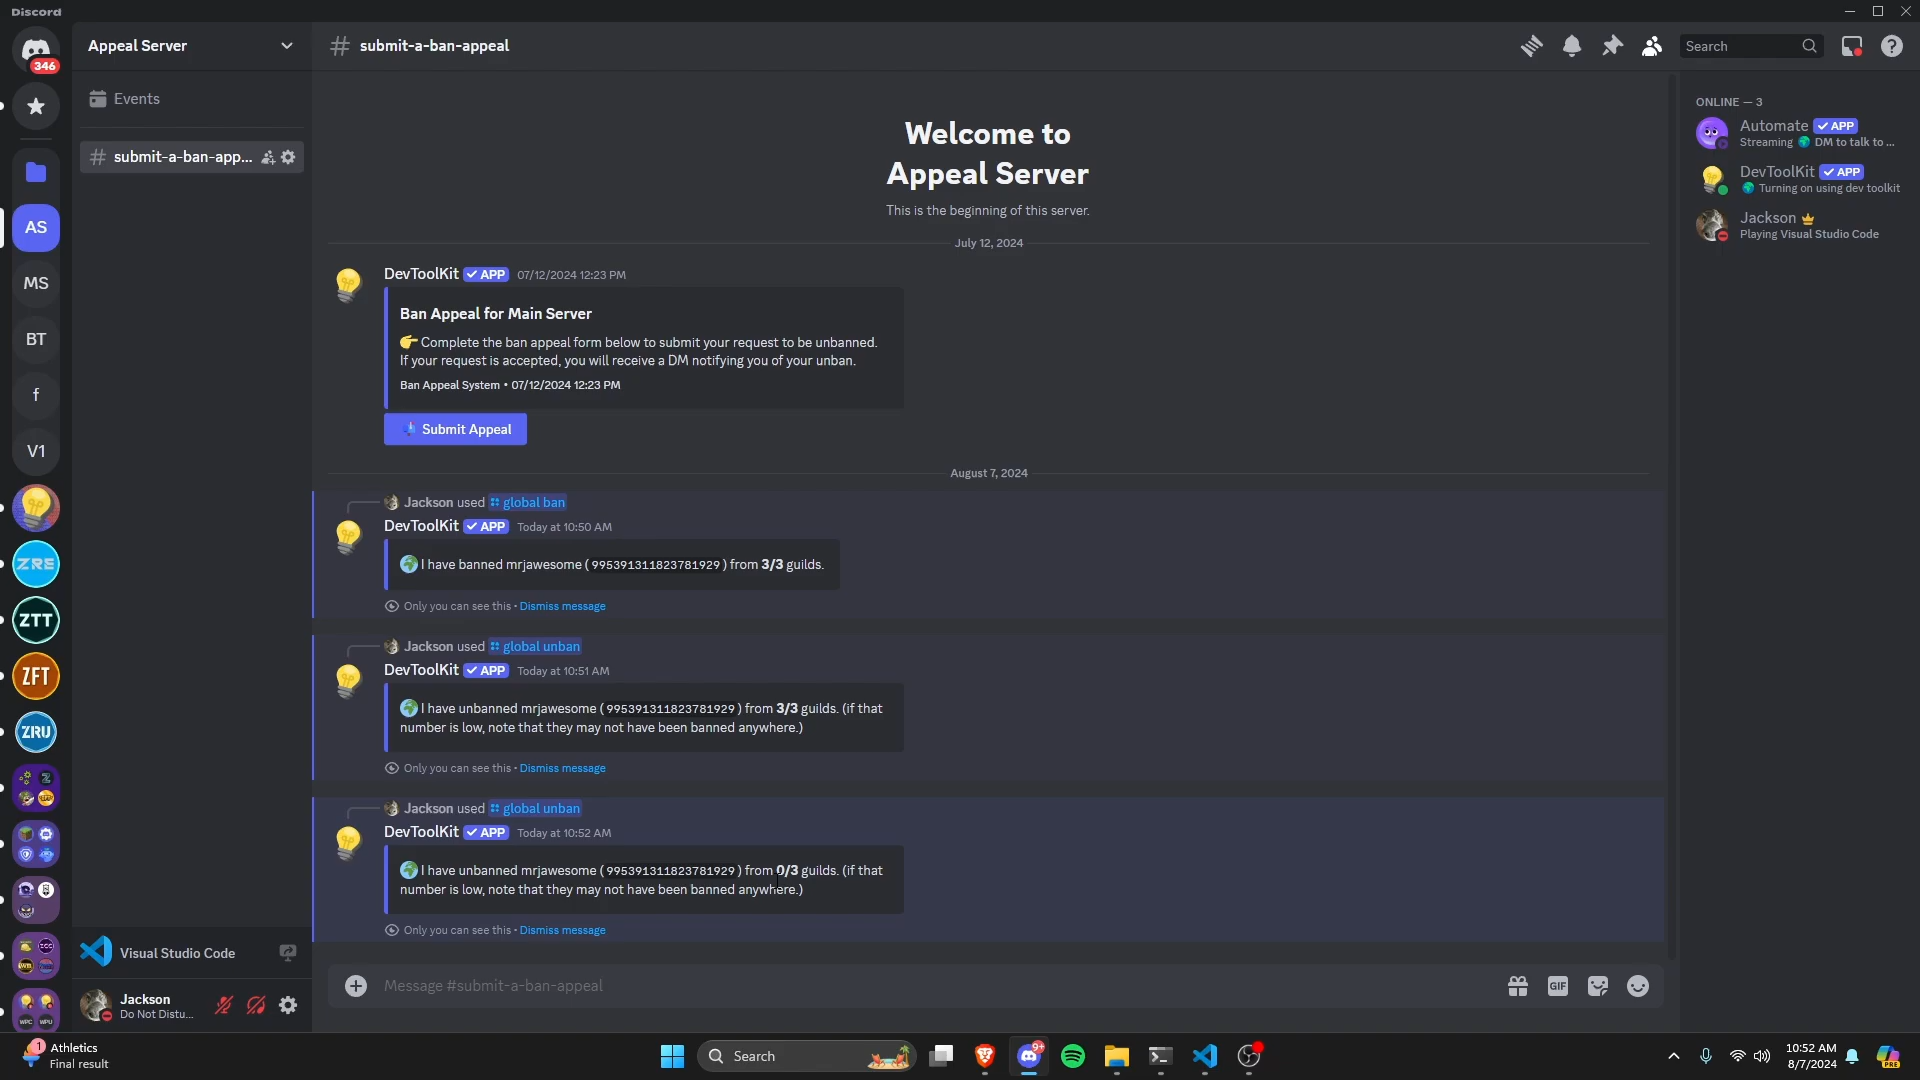 Discord
Appeal Server
submit-a-ban-appeal
Search
346
Events
submit-a-ban-app...
AS
MS
BT
f
V1
ZRE
ZTT
ZFT
ZRU
Welcome to
Appeal Server
This is the beginning of this server.
July 12, 2024
DevToolKit APP 07/12/2024 12:23 PM
Ban Appeal for Main Server
Complete the ban appeal form below to submit your request to be unbanned.
If your request is accepted, you will receive a DM notifying you of your unban.
Ban Appeal System • 07/12/2024 12:23 PM
Submit Appeal
August 7, 2024
Jackson used global ban
DevToolKit APP Today at 10:50 AM
I have banned mrjawesome (995391311823781929) from 3/3 guilds.
Only you can see this • Dismiss message
Jackson used global unban
DevToolKit APP Today at 10:51 AM
I have unbanned mrjawesome (995391311823781929) from 3/3 guilds. (if that
number is low, note that they may not have been banned anywhere.)
Only you can see this • Dismiss message
Jackson used global unban
DevToolKit APP Today at 10:52 AM
I have unbanned mrjawesome (995391311823781929) from 0/3 guilds. (if that
number is low, note that they may not have been banned anywhere.)
Only you can see this • Dismiss message
Message #submit-a-ban-appeal
GIF
ONLINE — 3
Automate APP
Streaming DM to talk to ...
DevToolKit APP
Turning on using dev toolkit
Jackson
Playing Visual Studio Code
Visual Studio Code
Jackson
Do Not Distu...
WPC WPU
1
Athletics
Final result
Search
9+
10:52 AM
8/7/2024
PRE